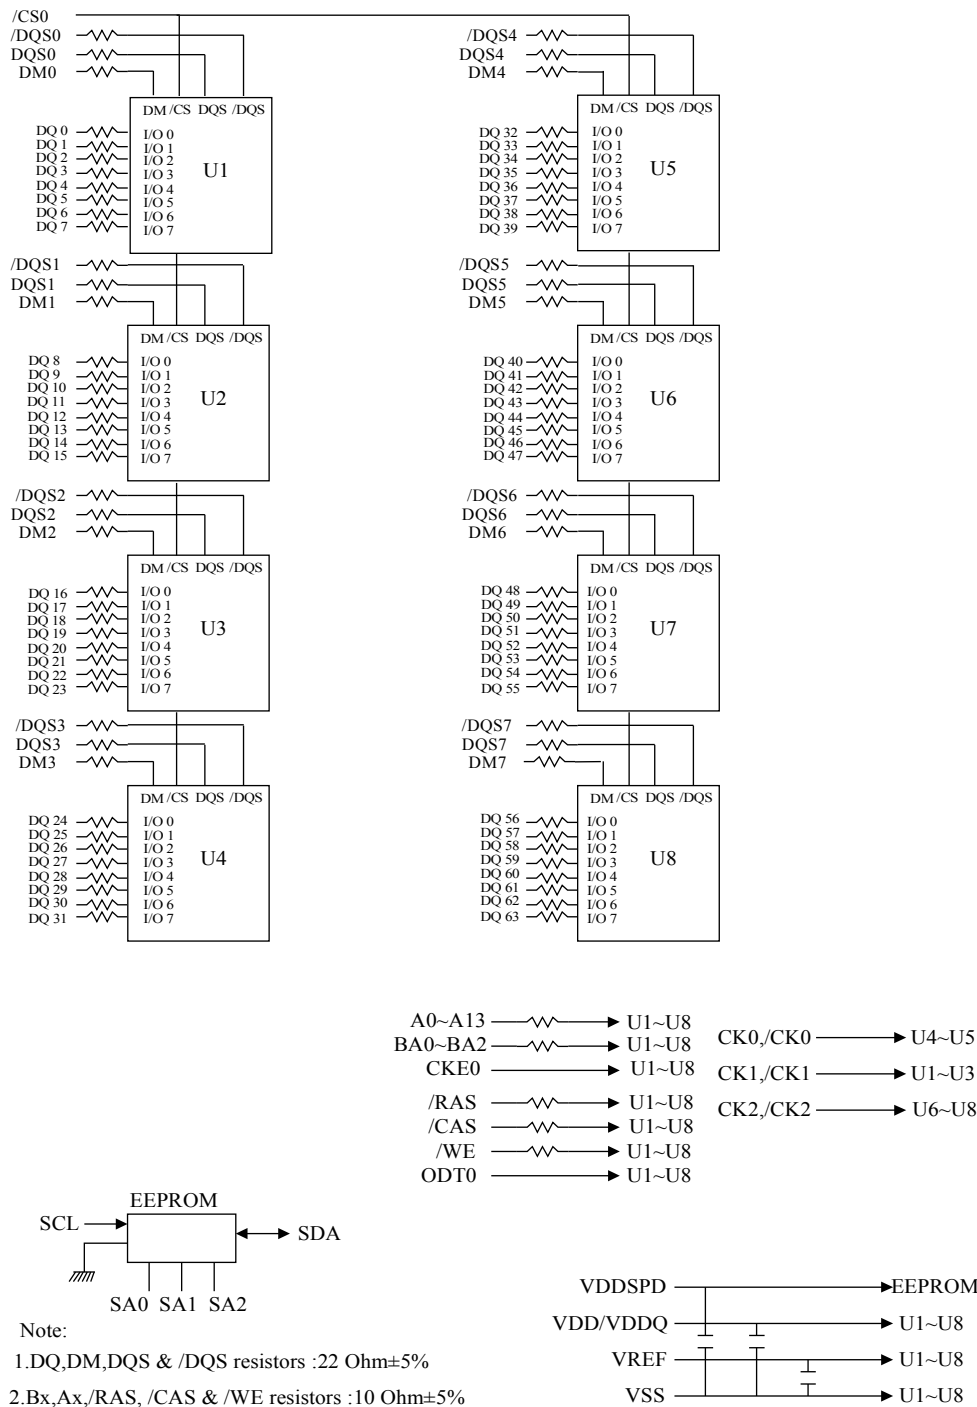 /CS0
/DQS0
DQS0
DM0
DM /CS DQS /DQS
DQ 0 I/O 0
DQ 1 I/O 1
DQ 2 I/O 2
DQ 3 I/O 3
DQ 4 I/O 4
DQ 5 I/O 5
DQ 6 I/O 6
DQ 7 I/O 7
U1
/DQS1
DQS1
DM1
DM /CS DQS /DQS
DQ 8 I/O 0
DQ 9 I/O 1
DQ 10 I/O 2
DQ 11 I/O 3
DQ 12 I/O 4
DQ 13 I/O 5
DQ 14 I/O 6
DQ 15 I/O 7
U2
/DQS2
DQS2
DM2
DM /CS DQS /DQS
DQ 16 I/O 0
DQ 17 I/O 1
DQ 18 I/O 2
DQ 19 I/O 3
DQ 20 I/O 4
DQ 21 I/O 5
DQ 22 I/O 6
DQ 23 I/O 7
U3
/DQS3
DQS3
DM3
DM /CS DQS /DQS
DQ 24 I/O 0
DQ 25 I/O 1
DQ 26 I/O 2
DQ 27 I/O 3
DQ 28 I/O 4
DQ 29 I/O 5
DQ 30 I/O 6
DQ 31 I/O 7
U4
/DQS4
DQS4
DM4
DM /CS DQS /DQS
DQ 32 I/O 0
DQ 33 I/O 1
DQ 34 I/O 2
DQ 35 I/O 3
DQ 36 I/O 4
DQ 37 I/O 5
DQ 38 I/O 6
DQ 39 I/O 7
U5
/DQS5
DQS5
DM5
DM /CS DQS /DQS
DQ 40 I/O 0
DQ 41 I/O 1
DQ 42 I/O 2
DQ 43 I/O 3
DQ 44 I/O 4
DQ 45 I/O 5
DQ 46 I/O 6
DQ 47 I/O 7
U6
/DQS6
DQS6
DM6
DM /CS DQS /DQS
DQ 48 I/O 0
DQ 49 I/O 1
DQ 50 I/O 2
DQ 51 I/O 3
DQ 52 I/O 4
DQ 53 I/O 5
DQ 54 I/O 6
DQ 55 I/O 7
U7
/DQS7
DQS7
DM7
DM /CS DQS /DQS
DQ 56 I/O 0
DQ 57 I/O 1
DQ 58 I/O 2
DQ 59 I/O 3
DQ 60 I/O 4
DQ 61 I/O 5
DQ 62 I/O 6
DQ 63 I/O 7
U8
A0~A13 U1~U8
BA0~BA2 U1~U8
CKE0 U1~U8
/RAS U1~U8
/CAS U1~U8
/WE U1~U8
ODT0 U1~U8
CK0,/CK0 U4~U5
CK1,/CK1 U1~U3
CK2,/CK2 U6~U8
EEPROM
SCL SDA
SA0 SA1 SA2
VDDSPD EEPROM
VDD/VDDQ U1~U8
VREF U1~U8
VSS U1~U8
Note:
1.DQ,DM,DQS & /DQS resistors :22 Ohm±5%
2.Bx,Ax,/RAS, /CAS & /WE resistors :10 Ohm±5%